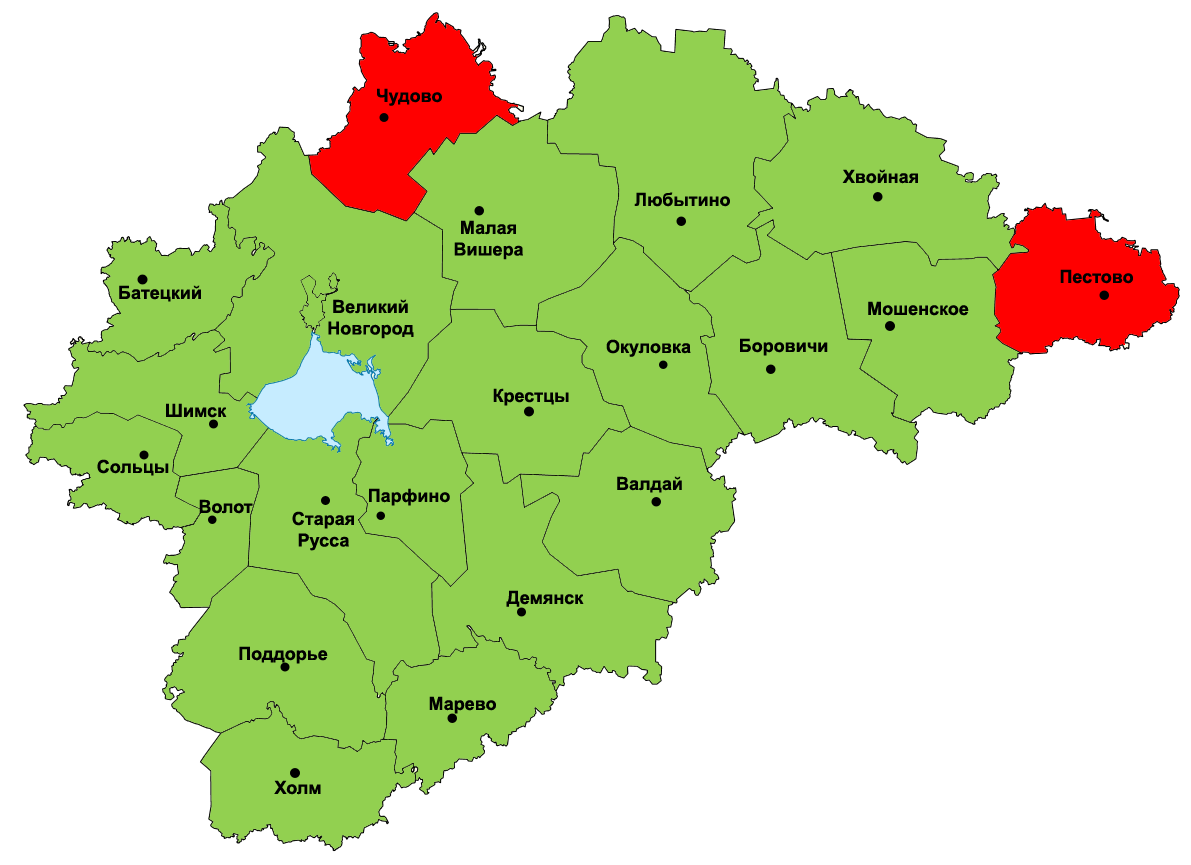 Чудово
Хвойная
Любытино
Малая
Вишера
Пестово
Батецкий
Великий
Новгород
Мошенское
Окуловка
Боровичи
Крестцы
Шимск
Сольцы
Валдай
Парфино
Волот
Старая
Русса
Демянск
Поддорье
Марево
Холм